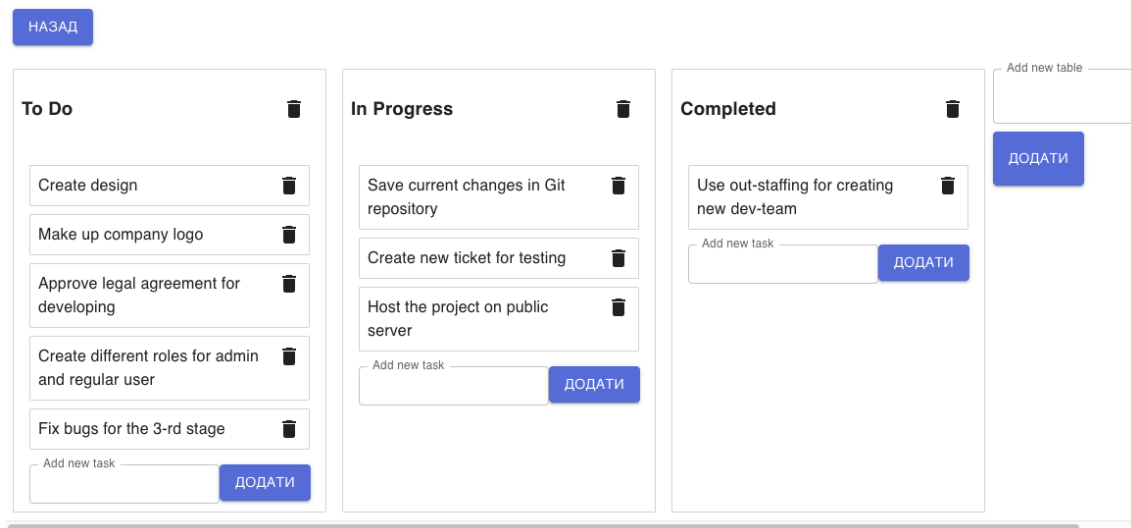 НАЗАД
To Do
Create design
Make up company logo
Approve legal agreement for
developing
Create different roles for admin
and regular user
Fix bugs for the 3-rd stage
Add new task
ДОДАТИ
In Progress
Save current changes in Git
repository
Create new ticket for testing
Host the project on public
server
Add new task
ДОДАТИ
Completed
Use out-staffing for creating
new dev-team
Add new task
ДОДАТИ
Add new table
ДОДАТИ